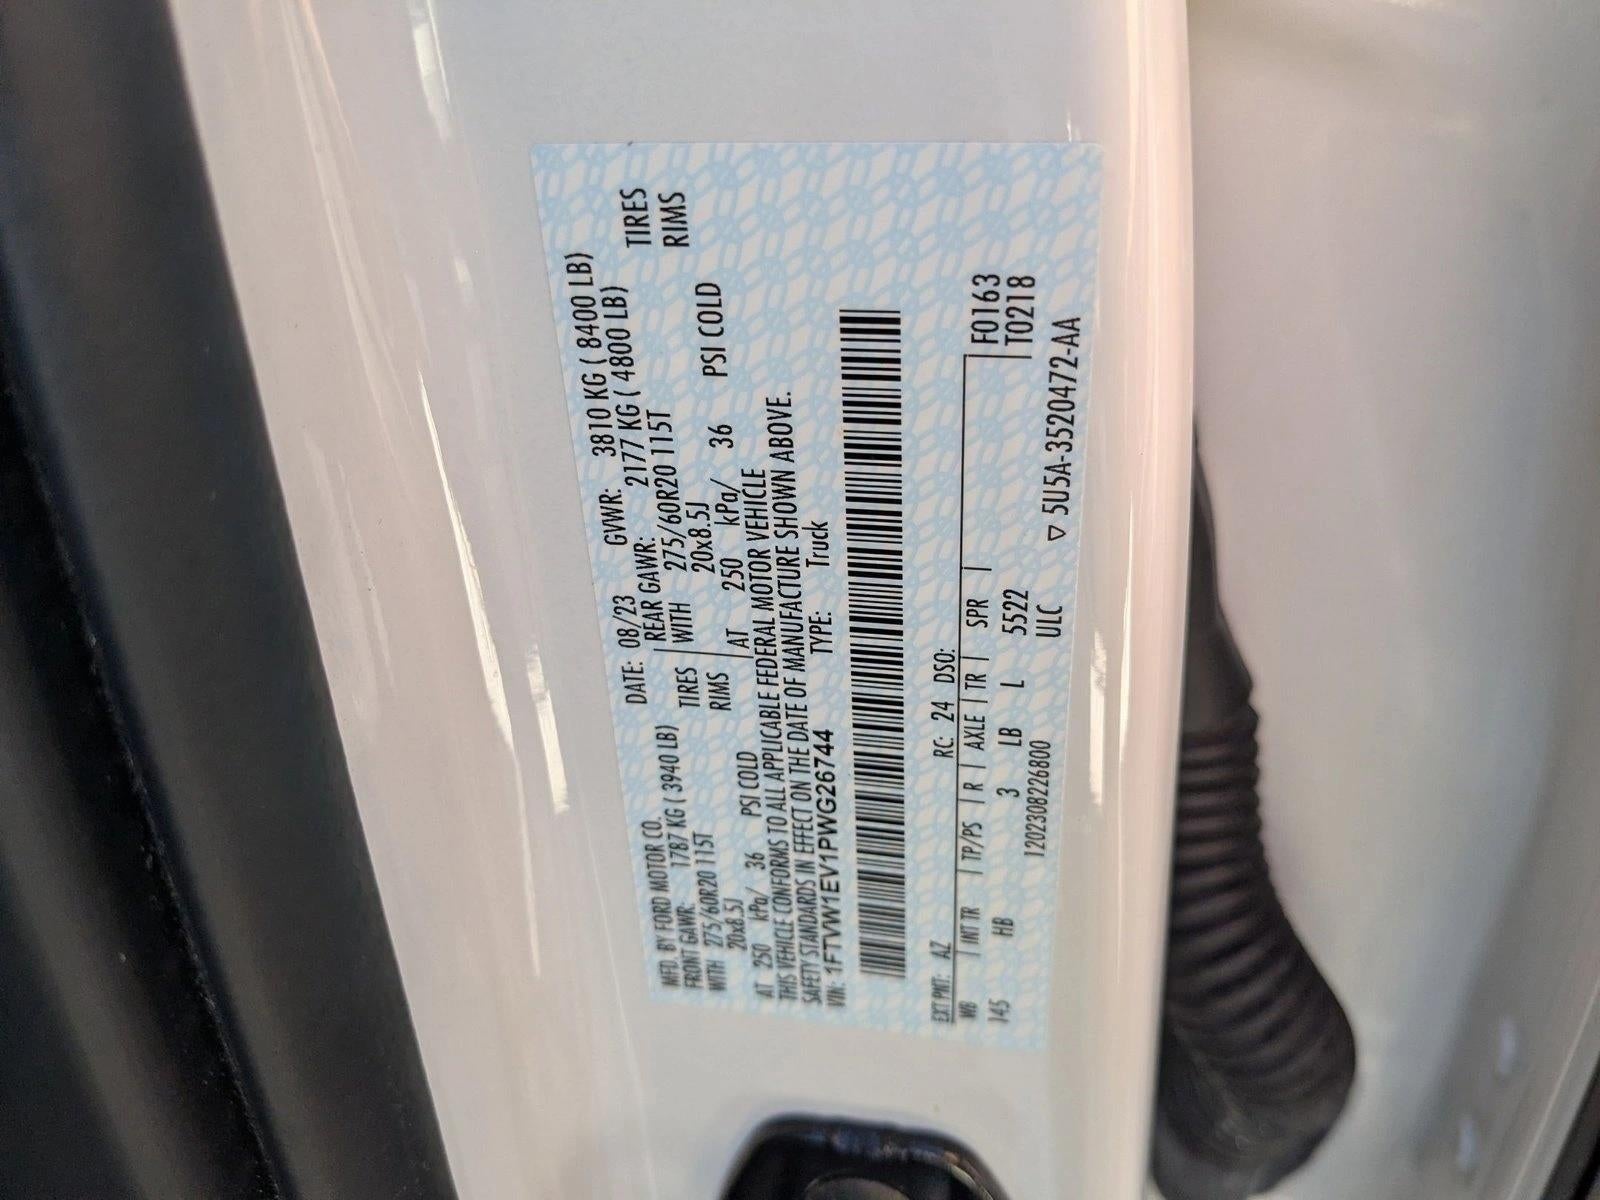 MFD. BY FORD MOTOR CO. DATE: 08/23 GVWR: 3810 KG ( 8400 LB)
FRONT GAWR: 1787 KG ( 3940 LB) REAR GAWR: 2177 KG ( 4800 LB)
WITH 275/60R20 115T TIRES WITH 275/60R20 115T TIRES
20x8.5J RIMS 20x8.5J RIMS
AT 250 kPa/ 36 PSI COLD AT 250 kPa/ 36 PSI COLD
THIS VEHICLE CONFORMS TO ALL APPLICABLE FEDERAL MOTOR VEHICLE
SAFETY STANDARDS IN EFFECT ON THE DATE OF MANUFACTURE SHOWN ABOVE.
VIN: 1FTVW1EV1PWG26744 TYPE: Truck
EXT PNT: AZ RC: 24 DSO:
WB | INT TR | TP/PS | R | AXLE | TR | SPR | F0163
145 HB 3 LB L 5522 T0218
1202308226800 ULC ▽ 5U5A-3520472-AA